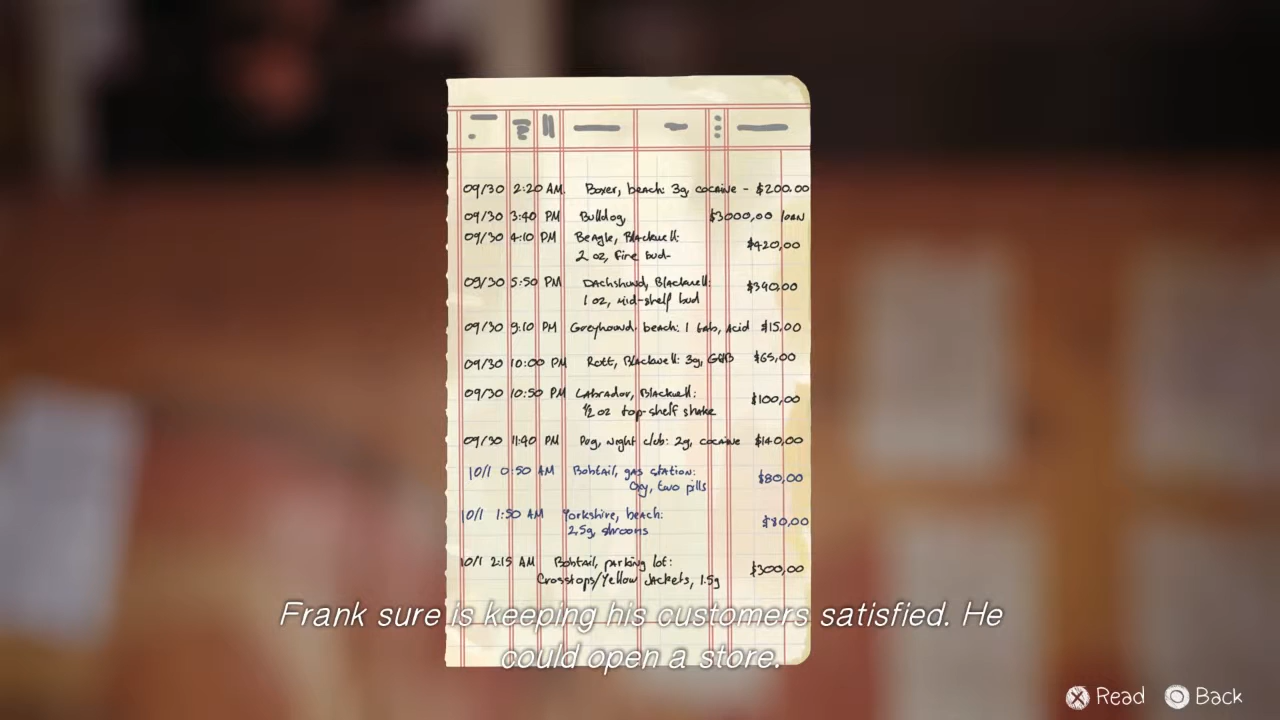 09/30 2:20 AM. Boxer, beach: 3g, cocaine - $200.00
09/30 3:40 PM Bulldog, $3000,00 loan
09/30 4:10 PM Beagle, Blackwell:
2 oz, fire bud- $420,00
09/30 5:50 PM Dachshund, Blackwell: $340,00
1 oz, mid-shelf bud
09/30 9:10 PM Greyhound, beach: 1 tab, acid $15,00
09/30 10:00 PM Rott, Blackwell: 3g, GHB $65,00
09/30 10:50 PM Labrador, Blackwell: $100,00
1/2 oz top-shelf shake
09/30 11:40 PM Pug, night club: 2g, cocaine $140,00
10/1 0:50 AM Bobtail, gas station: $80,00
Oxy, two pills
10/1 1:50 AM Yorkshire, beach:
2,5g, shrooms
10/1 2:15 AM Bobtail, parking lot: $300,00
Crosstops/Yellow Jackets, 1.5g
Frank sure is keeping his customers satisfied. He
could open a store.
Read Back